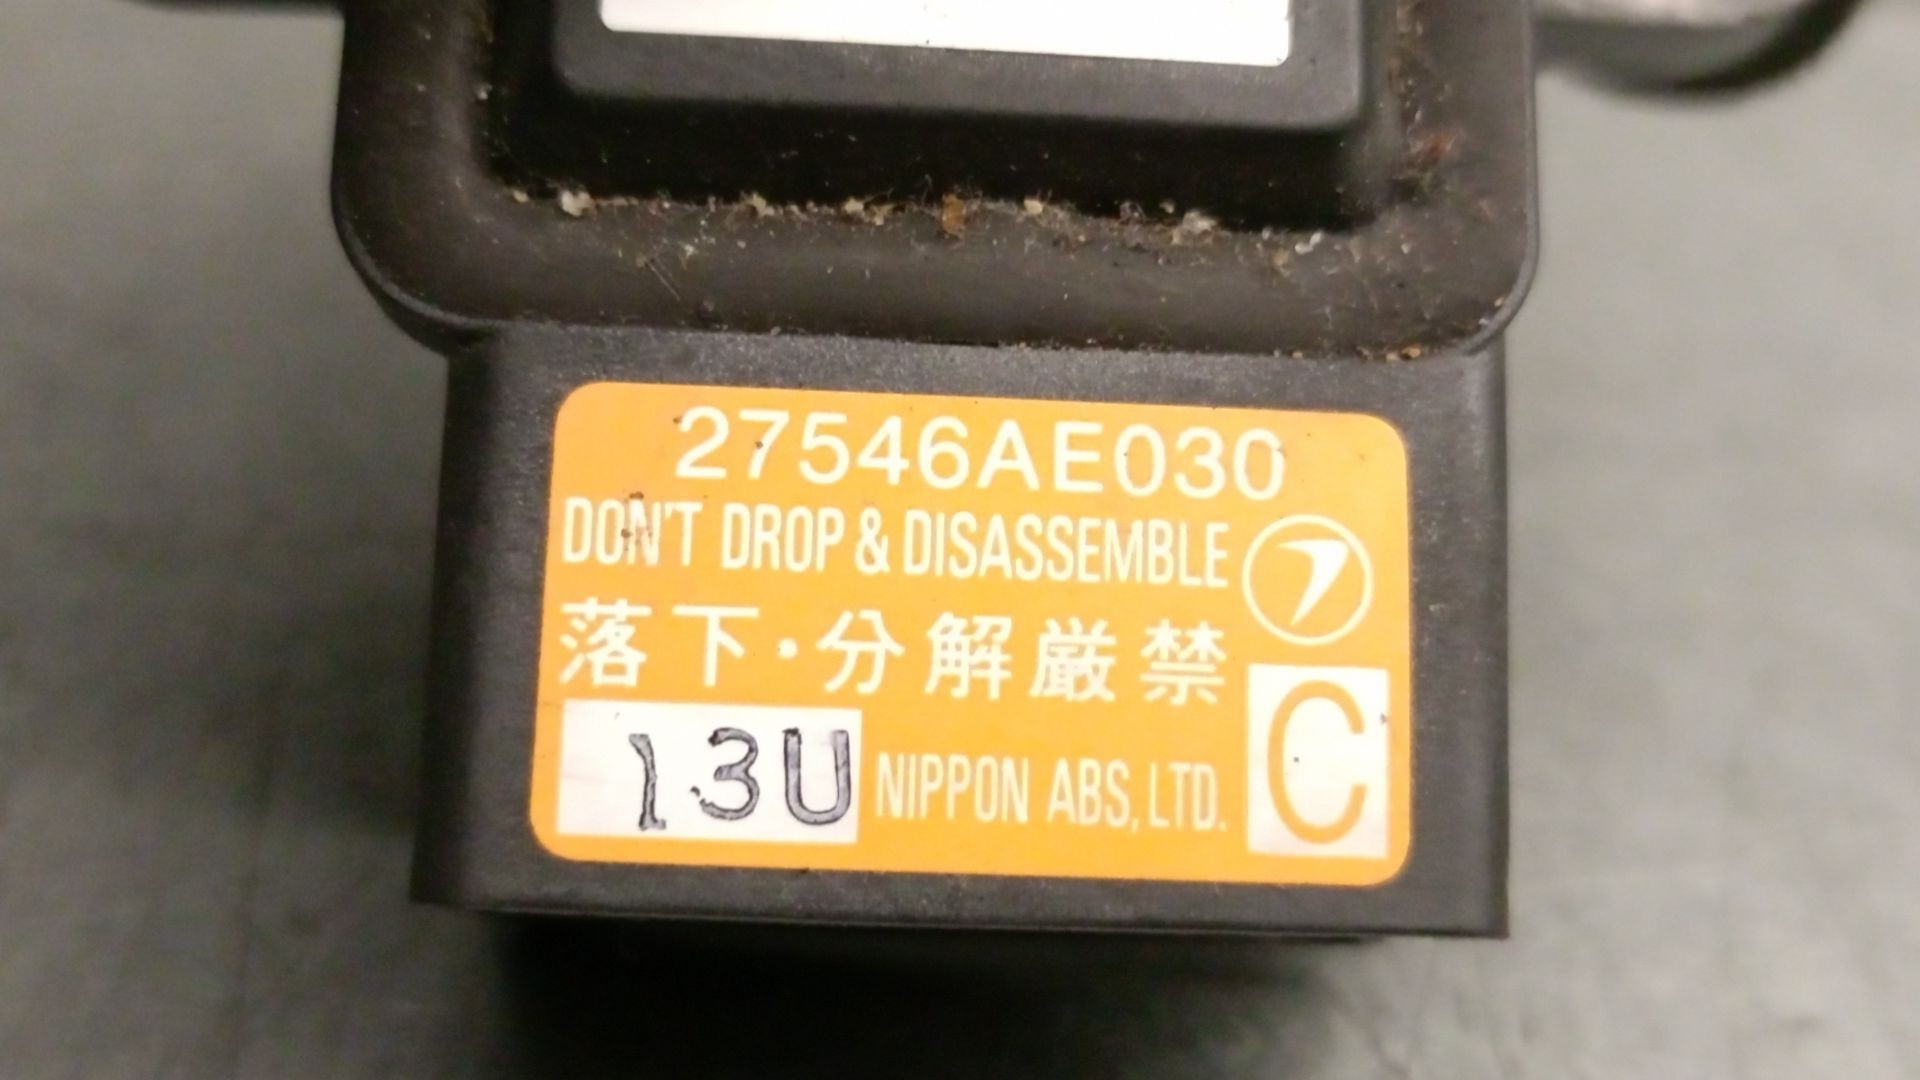 27546AE030
DON'T DROP & DISASSEMBLE
落下・分解厳禁
13U NIPPON ABS,LTD. C